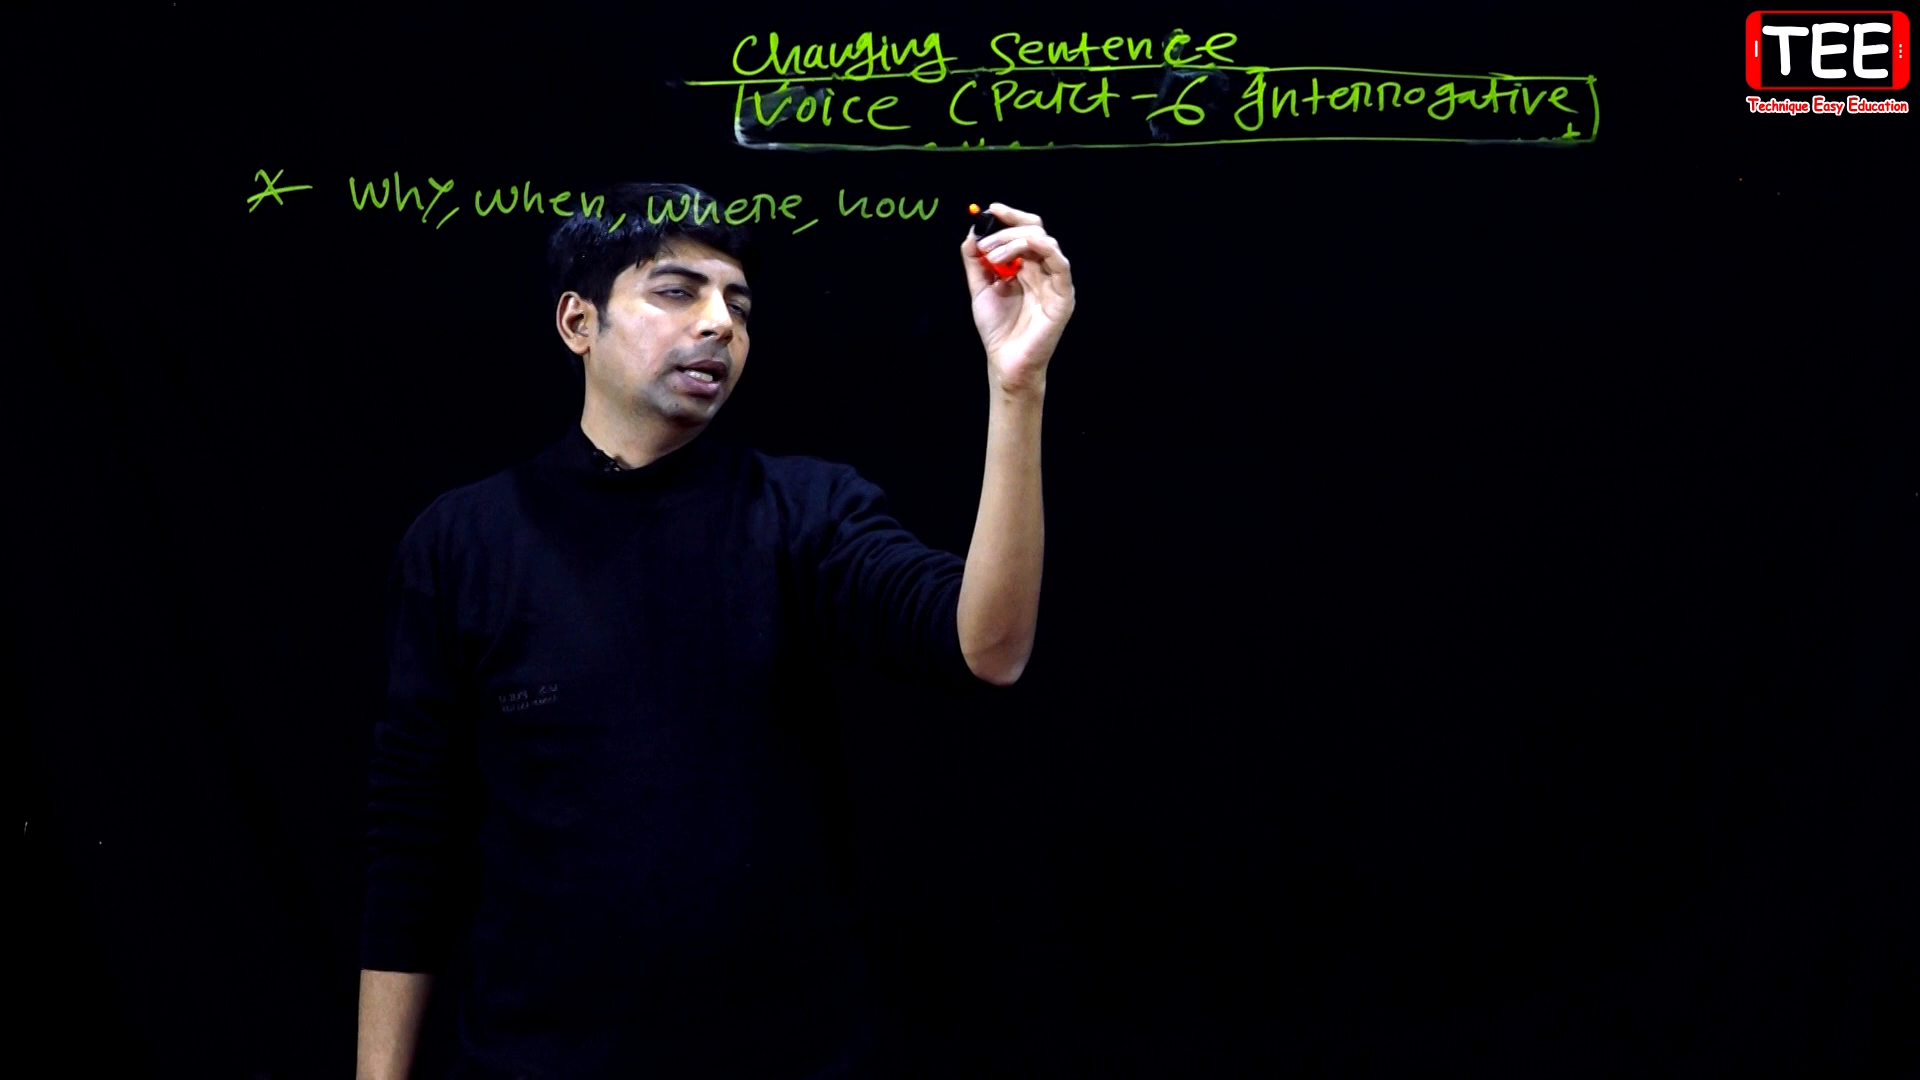 Changing Sentence
Voice (Part-6 Interrogative)
* Why, when, where, how
TEE
Technique Easy Education